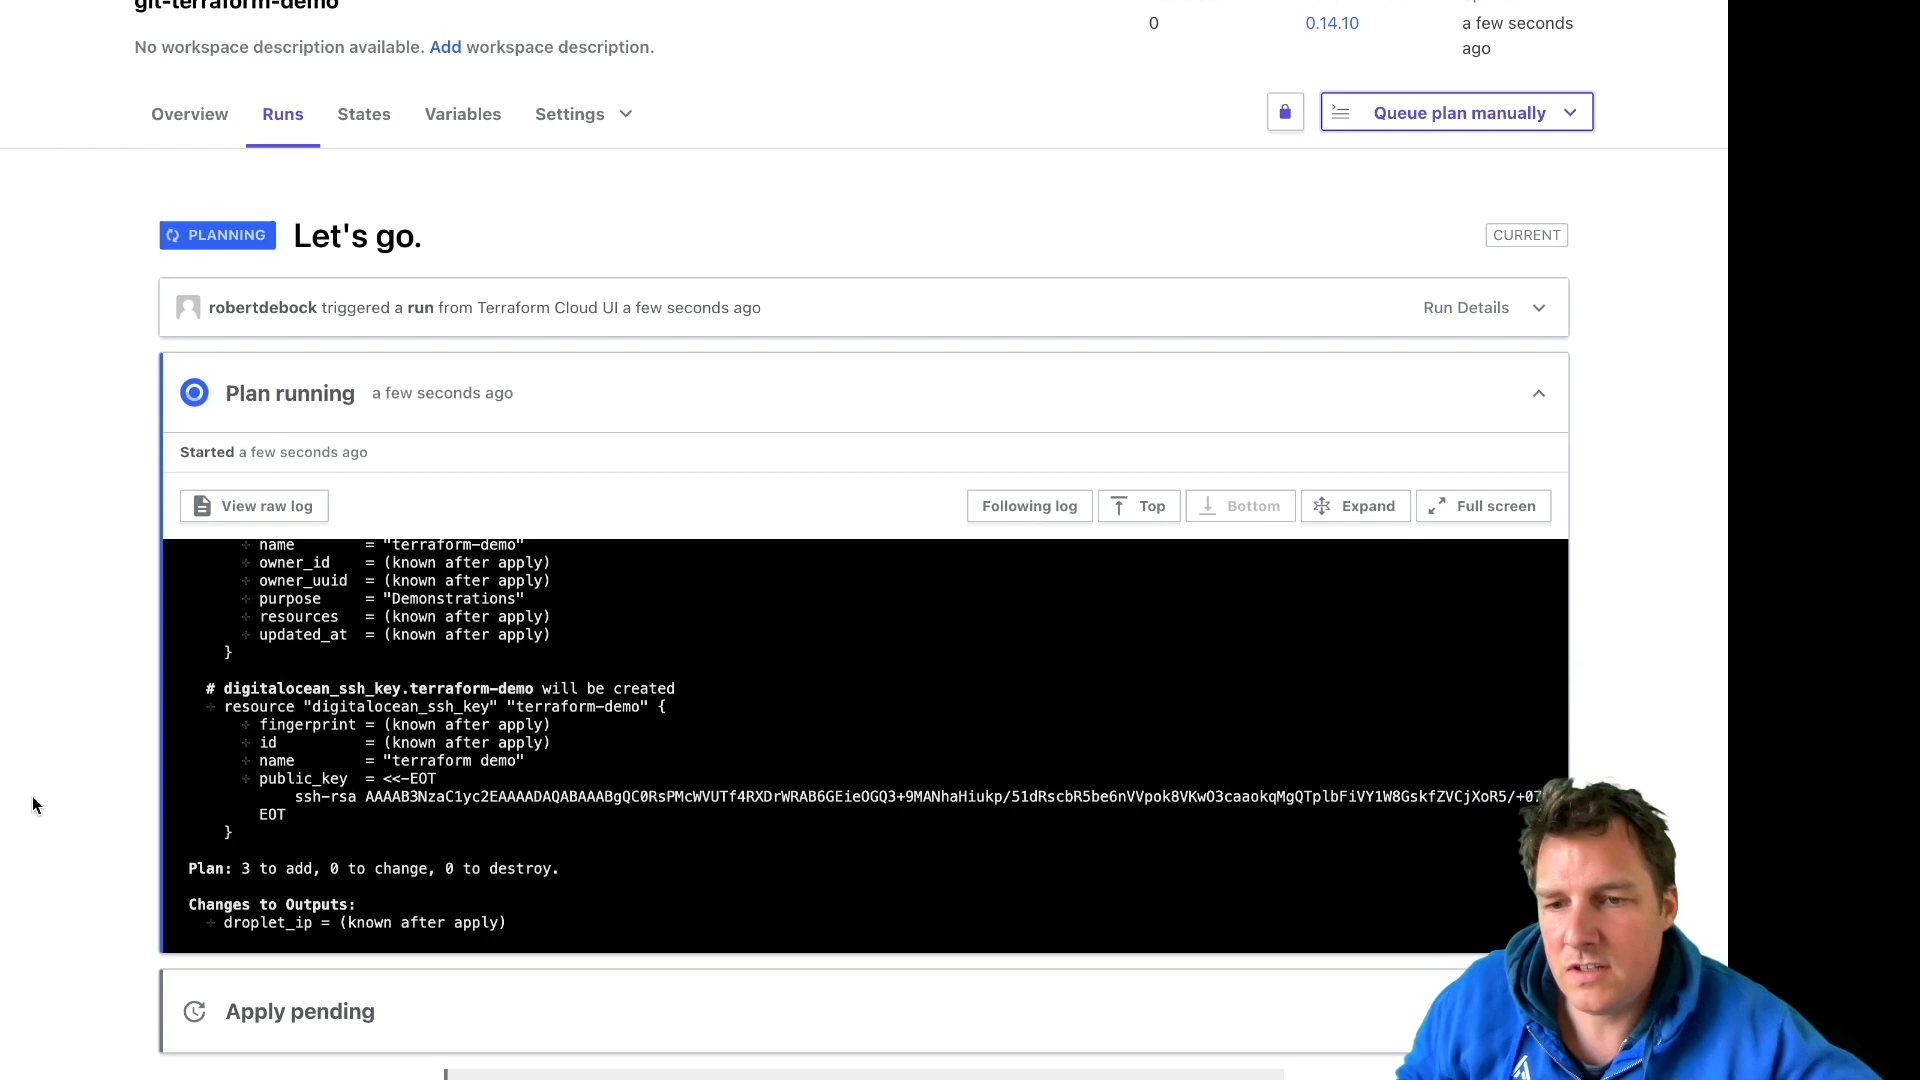 git-terraform-demo
0
0.14.10
a few seconds
ago
No workspace description available. Add workspace description.
Overview
Runs
States
Variables
Settings
Queue plan manually
PLANNING
Let's go.
CURRENT
robertdebock triggered a run from Terraform Cloud UI a few seconds ago
Run Details
Plan running
a few seconds ago
Started a few seconds ago
View raw log
Following log
Top
Bottom
Expand
Full screen
+ name = "terraform-demo"
+ owner_id = (known after apply)
+ owner_uuid = (known after apply)
+ purpose = "Demonstrations"
+ resources = (known after apply)
+ updated_at = (known after apply)
}
# digitalocean_ssh_key.terraform-demo will be created
+ resource "digitalocean_ssh_key" "terraform-demo" {
+ fingerprint = (known after apply)
+ id = (known after apply)
+ name = "terraform demo"
+ public_key = <<-EOT
ssh-rsa AAAAB3NzaC1yc2EAAAADAQABAAABgQC0RsPMcWVUTf4RXDrWRAB6GEieOGQ3+9MANhaHiukp/51dRscbR5be6nVVpok8VKwO3caaokqMgQTplbFiVY1W8GskfZVCjXoR5/+07
EOT
}
Plan: 3 to add, 0 to change, 0 to destroy.
Changes to Outputs:
+ droplet_ip = (known after apply)
Apply pending